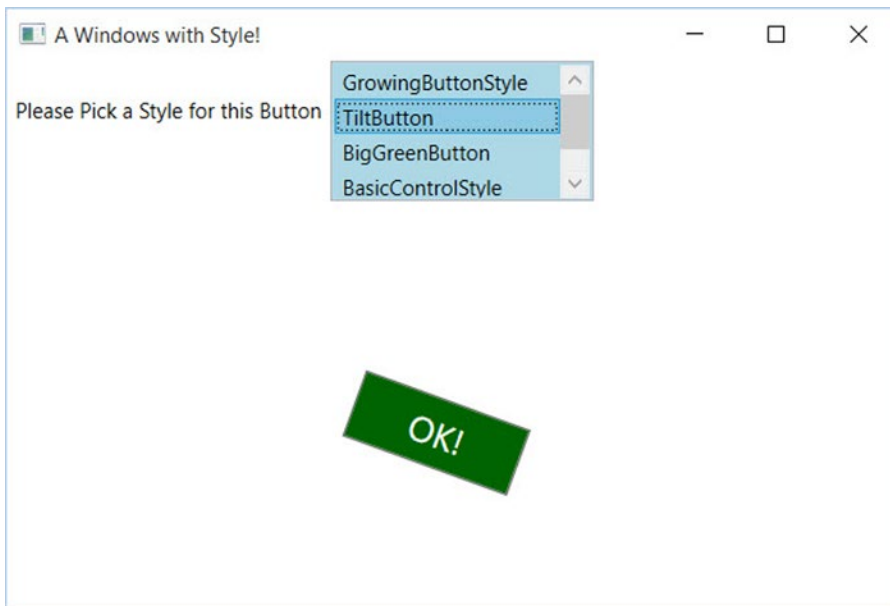 A Windows with Style!
Please Pick a Style for this Button
GrowingButtonStyle
TiltButton
BigGreenButton
BasicControlStyle
OK!